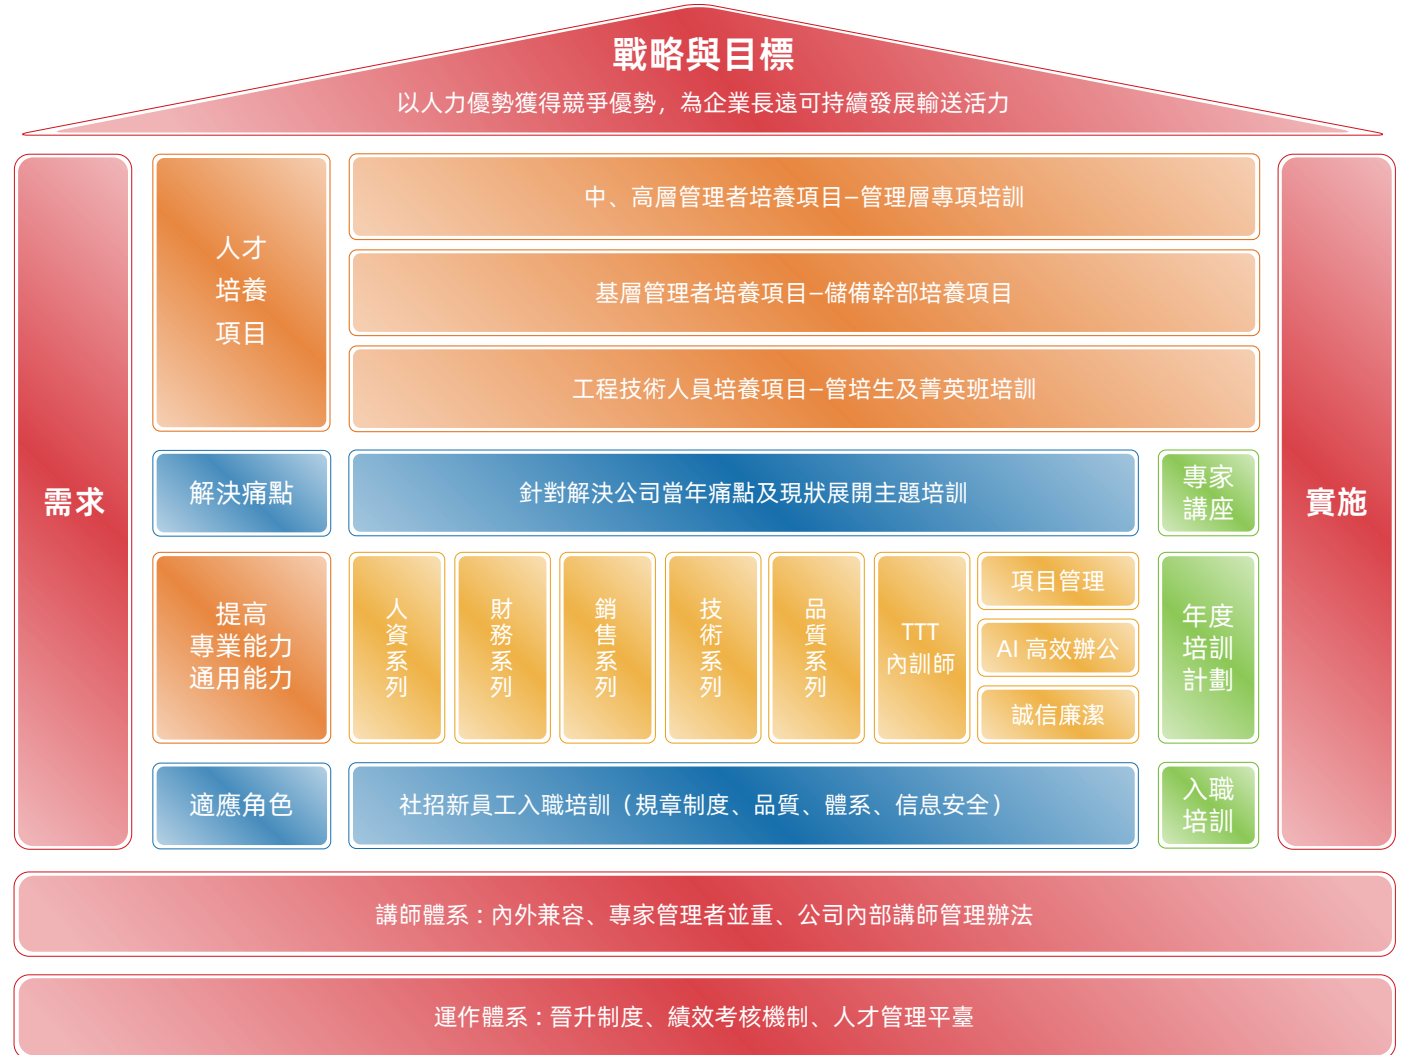 戰略與目標
以人力優勢獲得競爭優勢，為企業長遠可持續發展輸送活力
需求
人才
培養
項目
中、高層管理者培養項目–管理層專項培訓
基層管理者培養項目–儲備幹部培養項目
工程技術人員培養項目–管培生及菁英班培訓
解決痛點
針對解決公司當年痛點及現狀展開主題培訓
專家
講座
提高
專業能力
通用能力
人資系列
財務系列
銷售系列
技術系列
品質系列
TTT
內訓師
項目管理
AI 高效辦公
誠信廉潔
年度
培訓
計劃
適應角色
社招新員工入職培訓（規章制度、品質、體系、信息安全）
入職
培訓
實施
講師體系：內外兼容、專家管理者並重、公司內部講師管理辦法
運作體系：晉升制度、績效考核機制、人才管理平臺